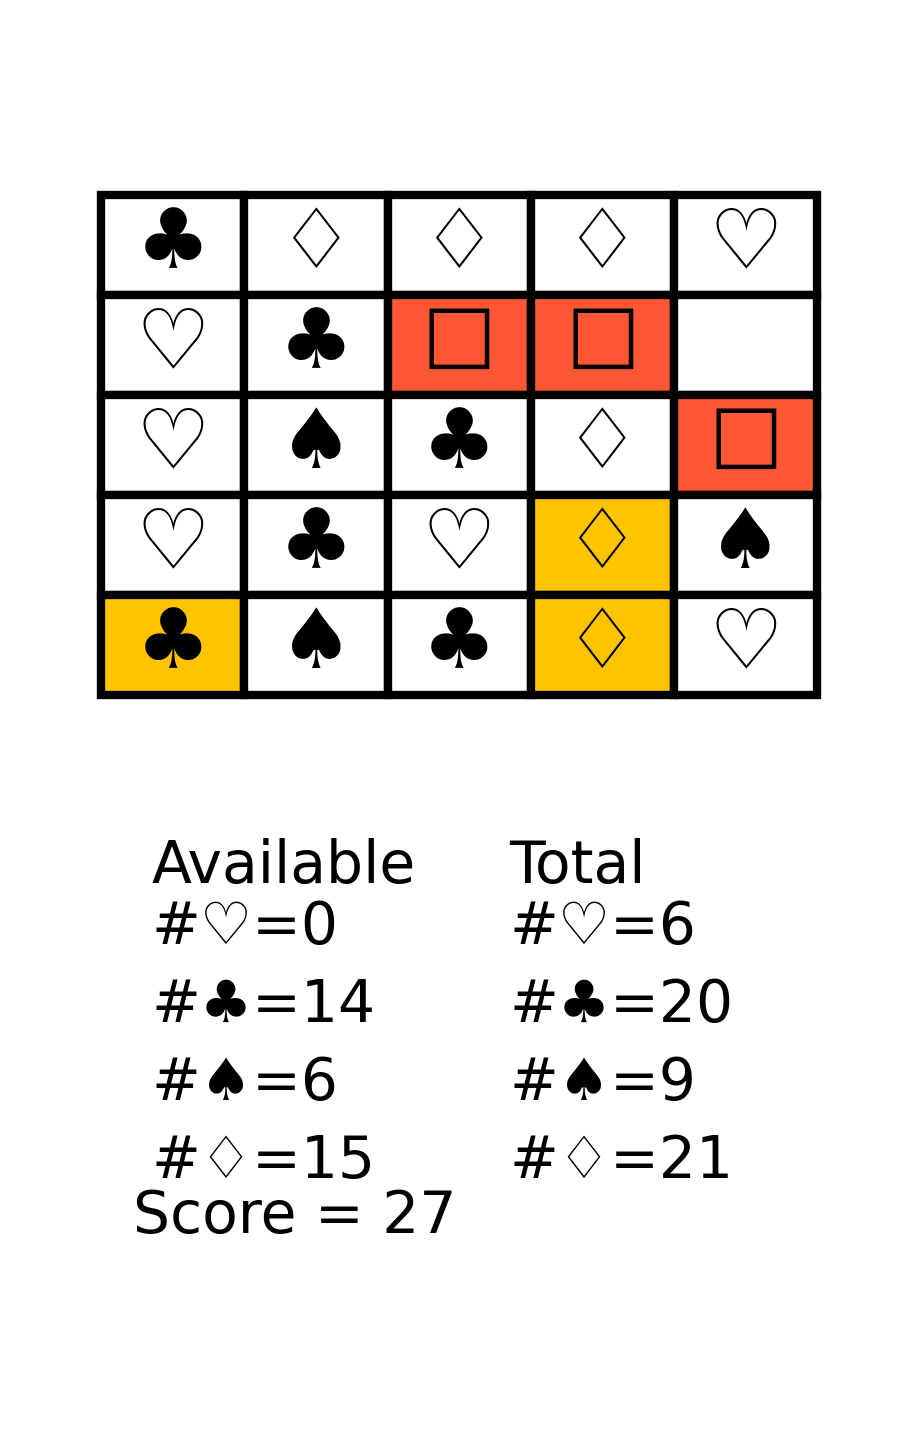 ♣ ♢ ♢ ♢ ♡
♡ ♣ □ □
♡ ♠ ♣ ♢ □
♡ ♣ ♡ ♢ ♠
♣ ♠ ♣ ♢ ♡
Available Total
#♡=0 #♡=6
#♣=14 #♣=20
#♠=6 #♠=9
#♢=15 #♢=21
Score = 27